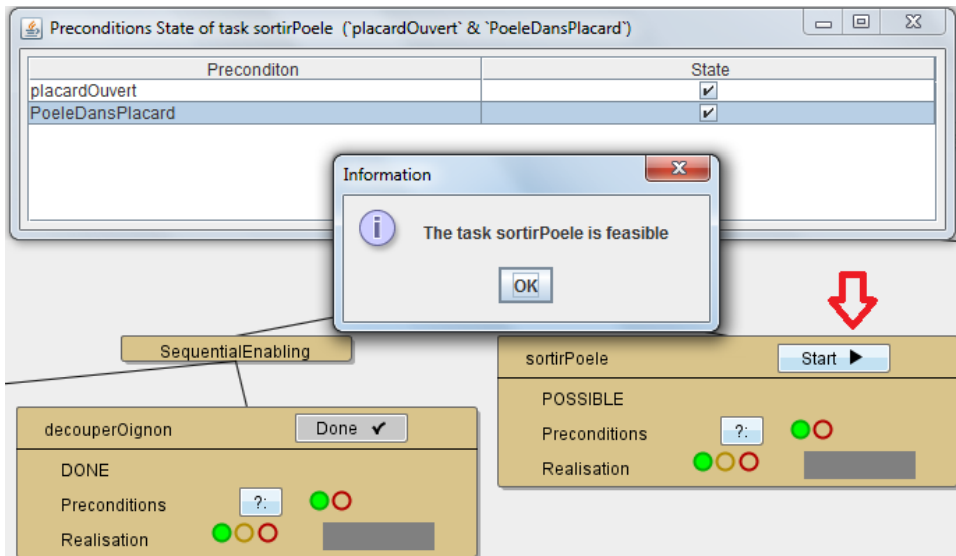 Preconditions State of task sortirPoele (`placardOuvert` & `PoeleDansPlacard`)
Preconditon State
placardOuvert
PoeleDansPlacard
Information
The task sortirPoele is feasible
OK
SequentialEnabling
sortirPoele Start
POSSIBLE
Preconditions ?:
Realisation
decouperOignon Done
DONE
Preconditions ?:
Realisation